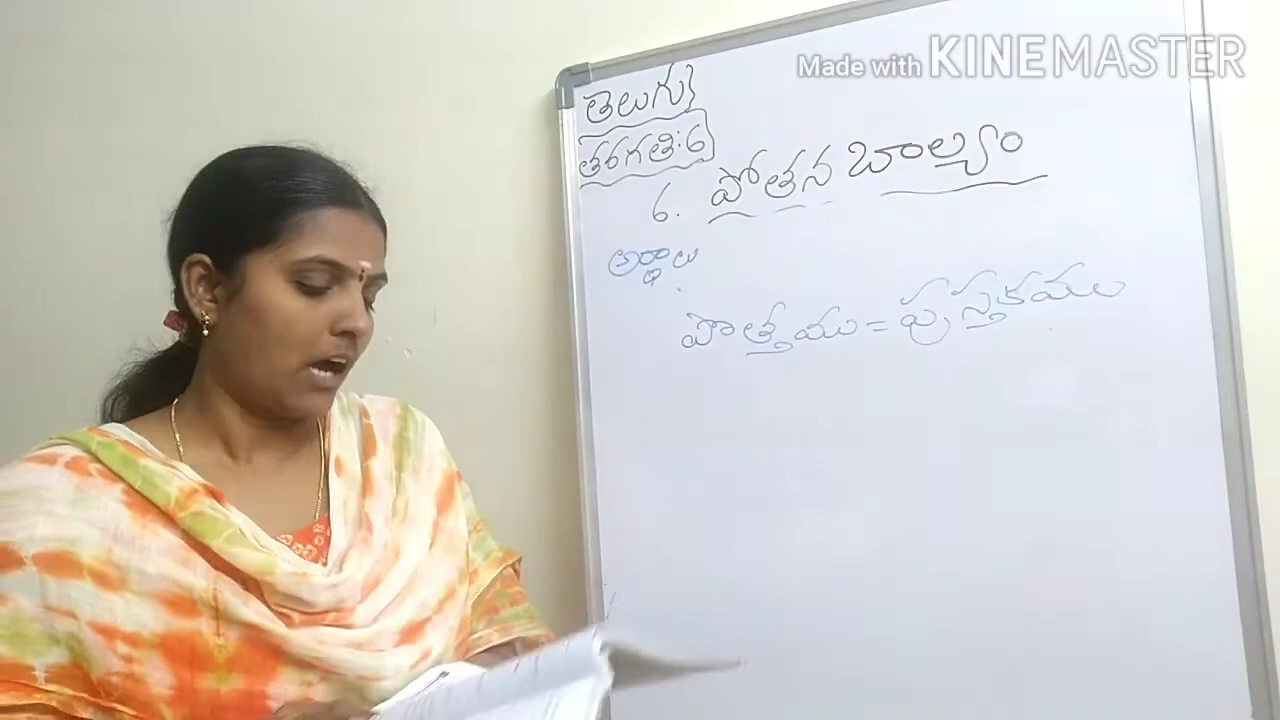 Made with KINEMASTER
తెలుగు
తరగతి:6
6. పోతన బాల్యం
అర్థాలు
పొత్తము = పుస్తకము